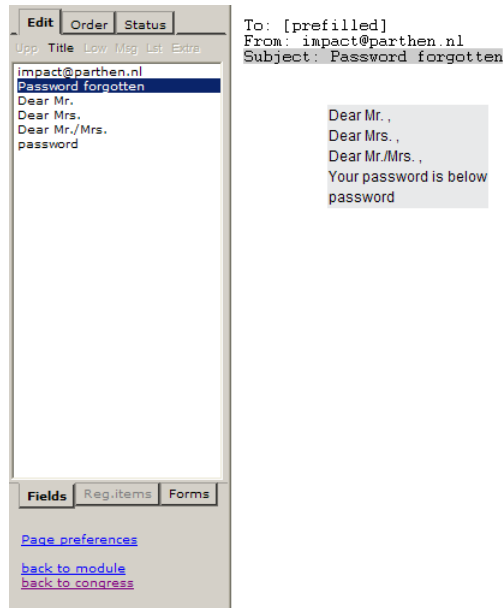 Edit Order Status
Upp Title Low Msg Lst Extra
impact@parthen.nl
Password forgotten
Dear Mr.
Dear Mrs.
Dear Mr./Mrs.
password
Fields Reg.items Forms
Page preferences
back to module
back to congress
To: [prefilled]
From: impact@parthen.nl
Subject: Password forgotten
Dear Mr. ,
Dear Mrs. ,
Dear Mr./Mrs. ,
Your password is below
password